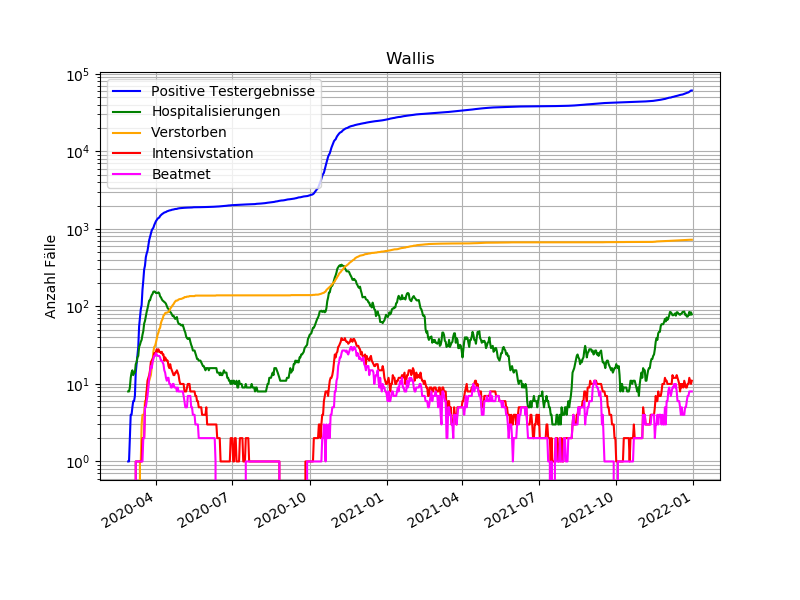 Wallis
Anzahl Fälle
10^5
10^4
10^3
10^2
10^1
10^0
Positive Testergebnisse
Hospitalisierungen
Verstorben
Intensivstation
Beatmet
2020-04
2020-07
2020-10
2021-01
2021-04
2021-07
2021-10
2022-01